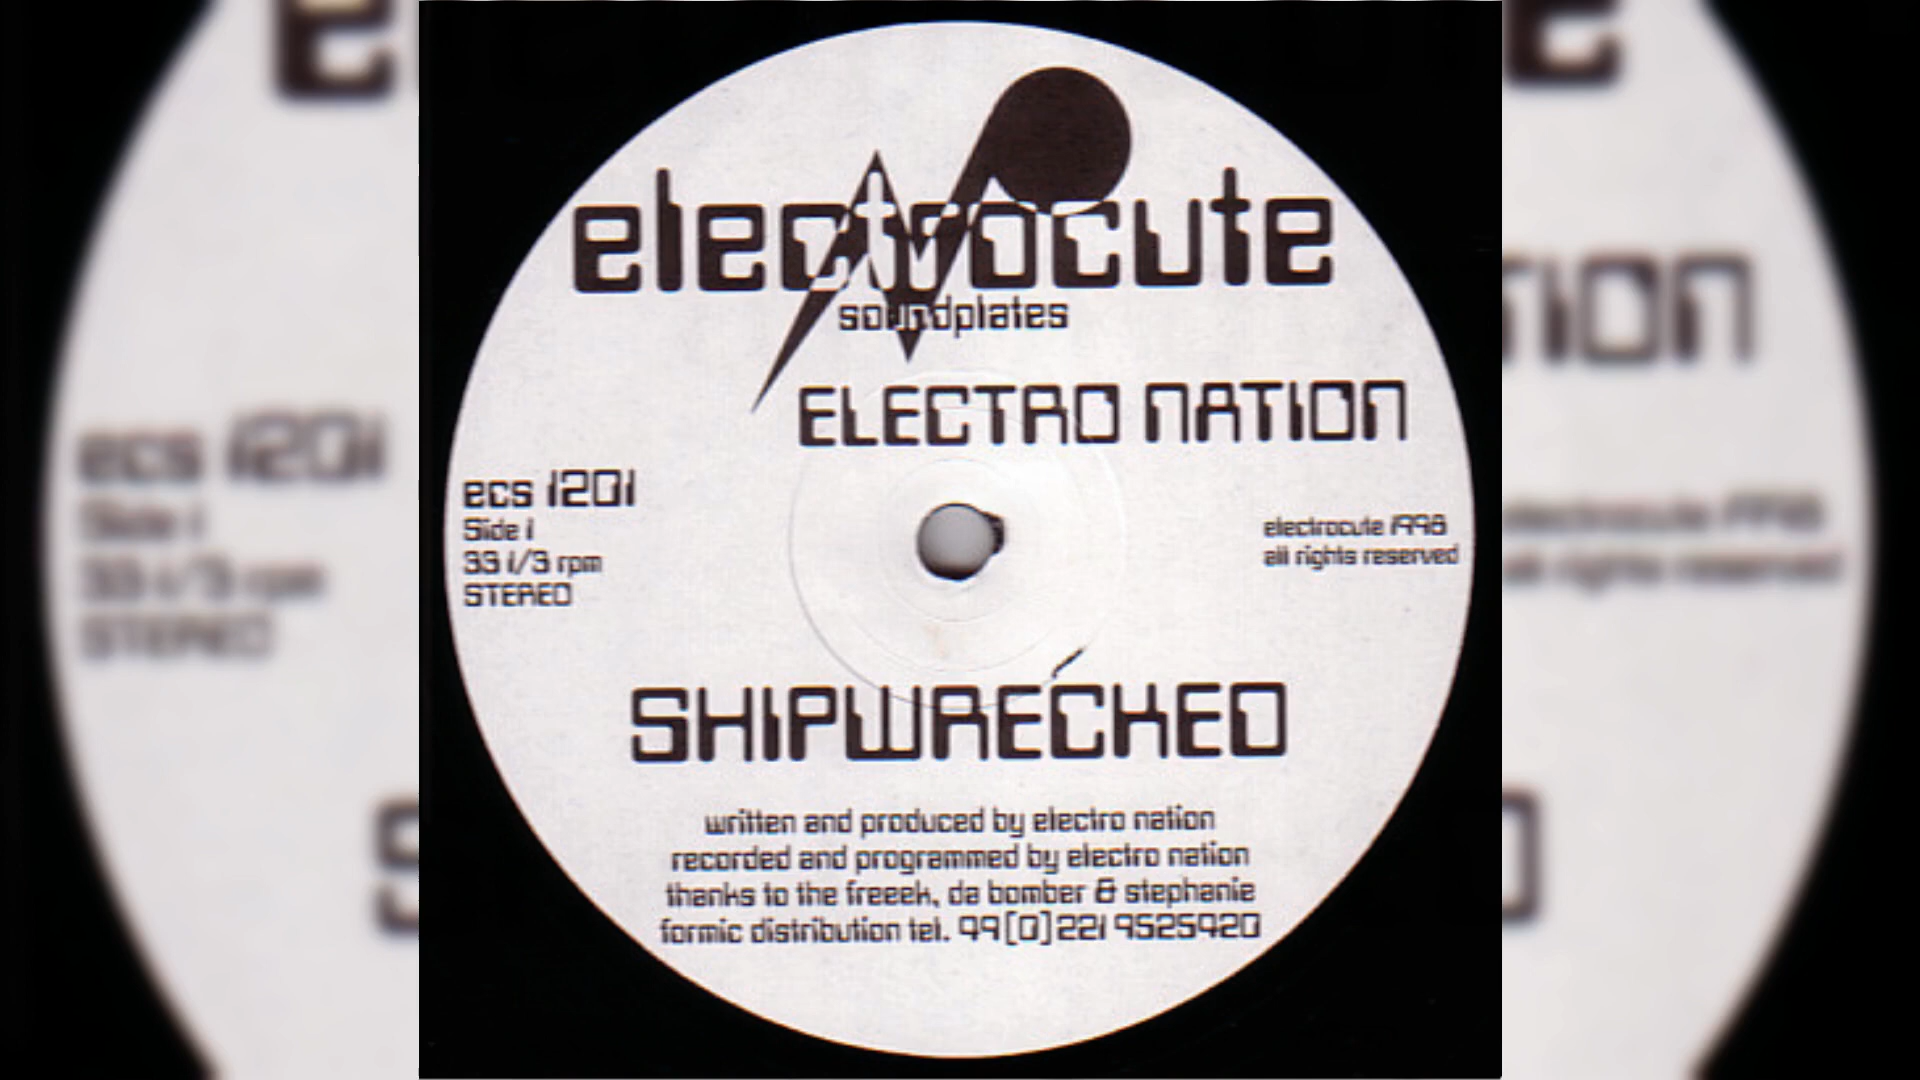 electrocute
soundplates
ELECTRO NATION
ecs 1201
Side 1
33 1/3 rpm
STEREO
electrocute 1998
all rights reserved
SHIPWRECKED
written and produced by electro nation
recorded and programmed by electro nation
thanks to the freeek, da bomber & stephanie
formic distribution tel. 49[0]221 9525420